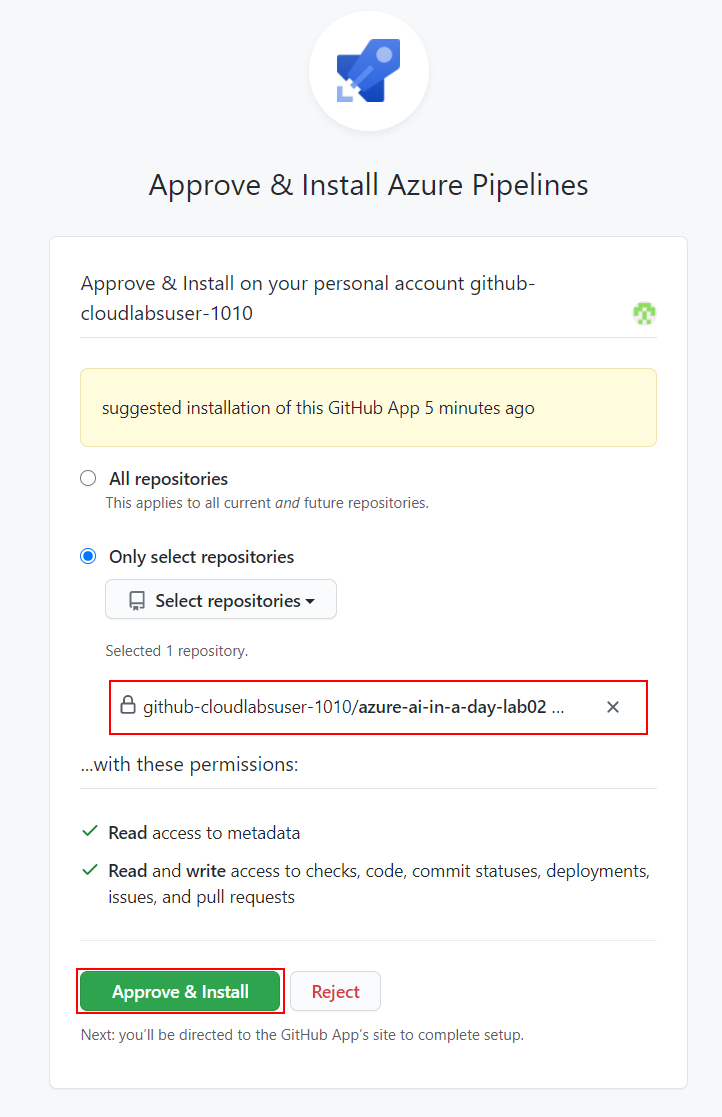 Approve & Install Azure Pipelines
Approve & Install on your personal account github-
cloudlabsuser-1010
suggested installation of this GitHub App 5 minutes ago
All repositories
This applies to all current and future repositories.
Only select repositories
Select repositories
Selected 1 repository.
github-cloudlabsuser-1010/azure-ai-in-a-day-lab02 ...
...with these permissions:
Read access to metadata
Read and write access to checks, code, commit statuses, deployments,
issues, and pull requests
Approve & Install Reject
Next: you'll be directed to the GitHub App's site to complete setup.